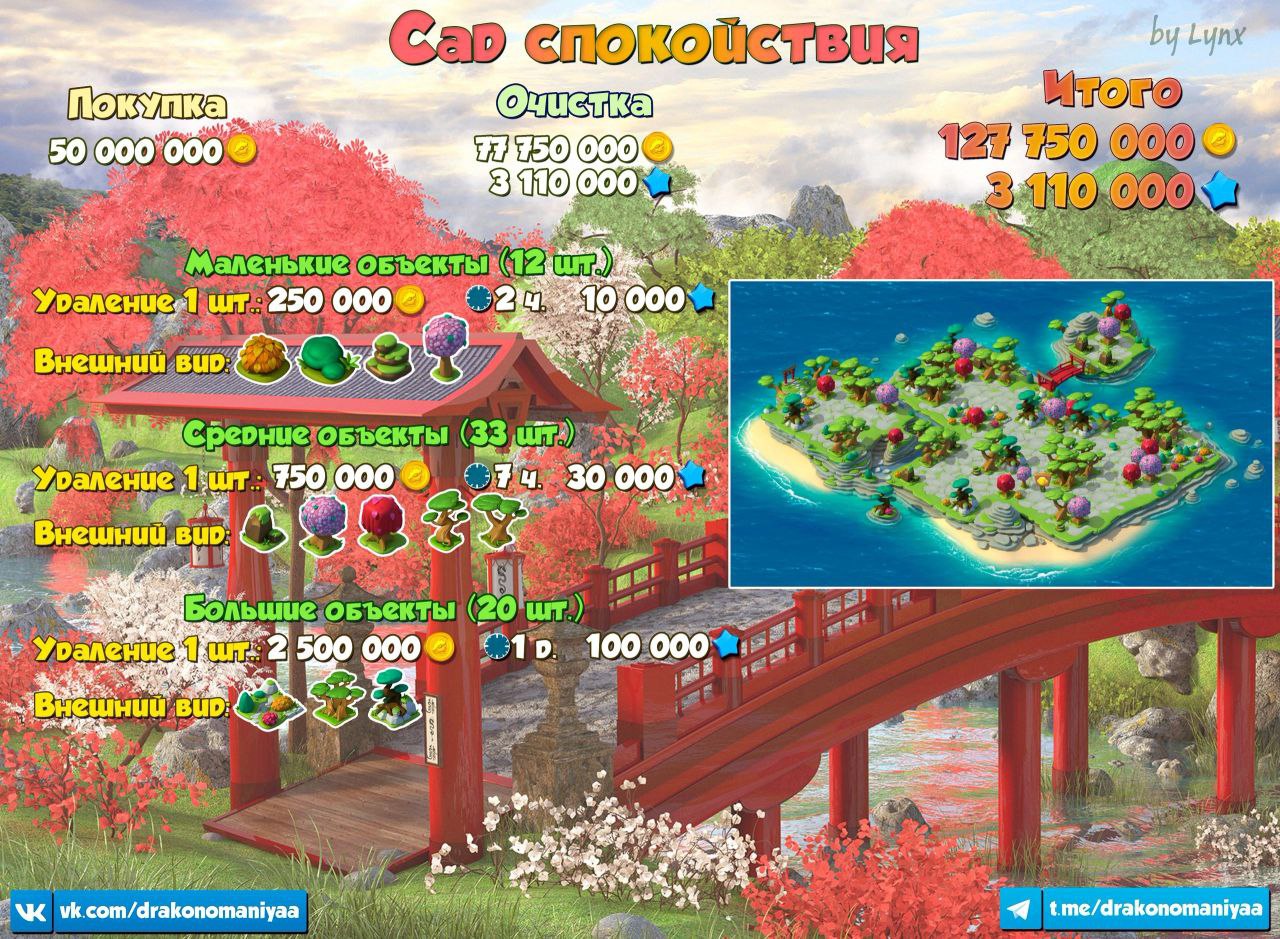 Сад спокойствия
by Lynx
Покупка
50 000 000
Очистка
77 750 000
3 110 000
Итого
127 750 000
3 110 000
Маленькие объекты (12 шт.)
Удаление 1 шт.: 250 000 2 ч. 10 000
Внешний вид:
Средние объекты (33 шт.)
Удаление 1 шт.: 750 000 7 ч. 30 000
Внешний вид:
Большие объекты (20 шт.)
Удаление 1 шт.: 2 500 000 1 д. 100 000
Внешний вид:
vk.com/drakonomaniyaa
t.me/drakonomaniyaa